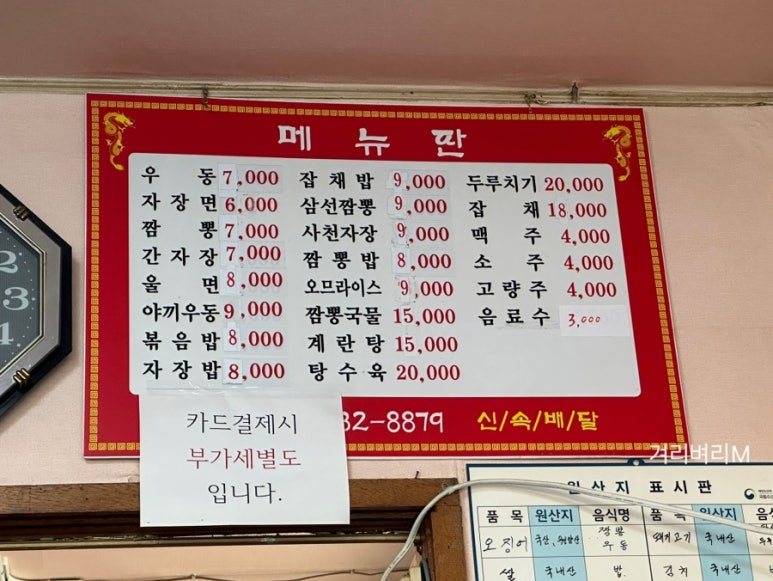 메뉴판
우동 7,000
자장면 6,000
짬뽕 7,000
간자장 7,000
울면 8,000
야끼우동 9,000
볶음밥 8,000
자장밥 8,000
잡채밥 9,000
삼선짬뽕 9,000
사천자장 9,000
짬뽕밥 8,000
오므라이스 9,000
짬뽕국물 15,000
계란탕 15,000
탕수육 20,000
두루치기 20,000
잡채 18,000
맥주 4,000
소주 4,000
고량주 4,000
음료수 3,000
32-8879 신/속/배/달
카드결제시
부가세별도
입니다.
거리벼리M
원산지 표시판
품목 원산지 음식명 품목 원산지
오징어 국산, 짬뽕 우동 돼지고기 국내산
쌀 국내산 밥 김치 국내산
2
3
4